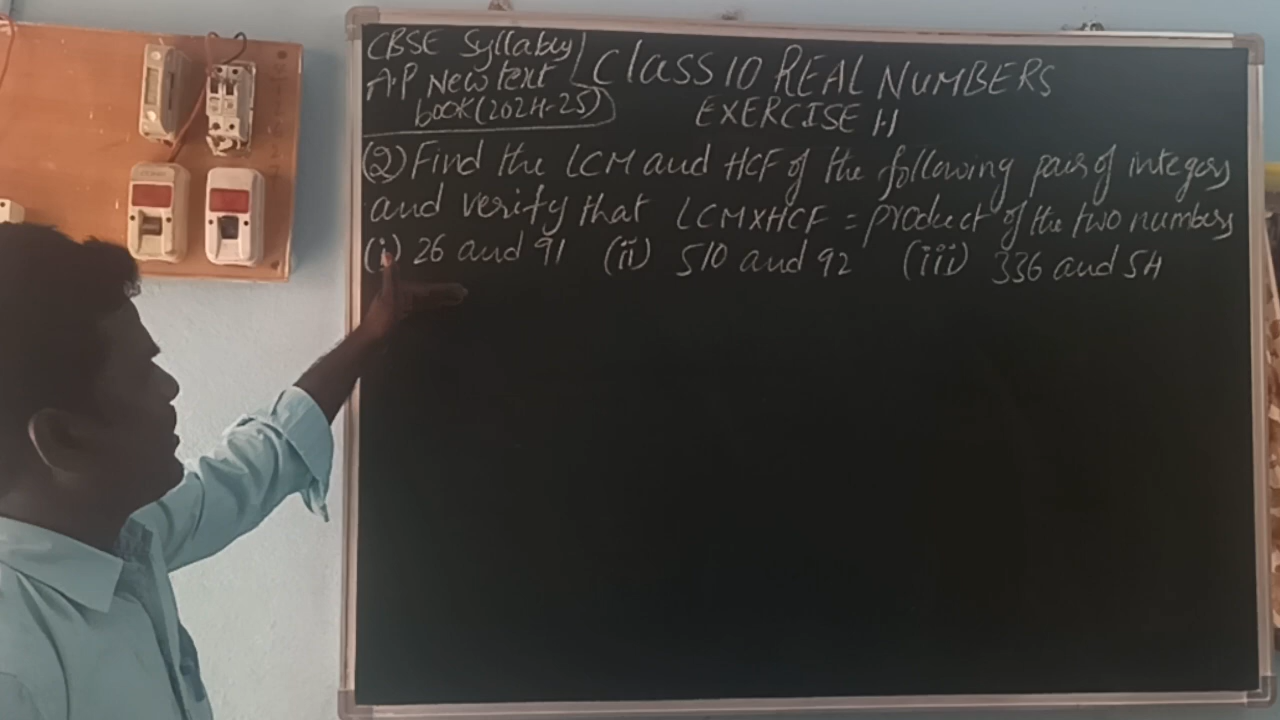 CBSE Syllabus
AP New text
book (2024-25)
Class 10 REAL NUMBERS
EXERCISE 1.1
(2) Find the LCM and HCF of the following pairs of integers
and verify that LCM X HCF = product of the two numbers
(i) 26 and 91 (ii) 510 and 92 (iii) 336 and 54